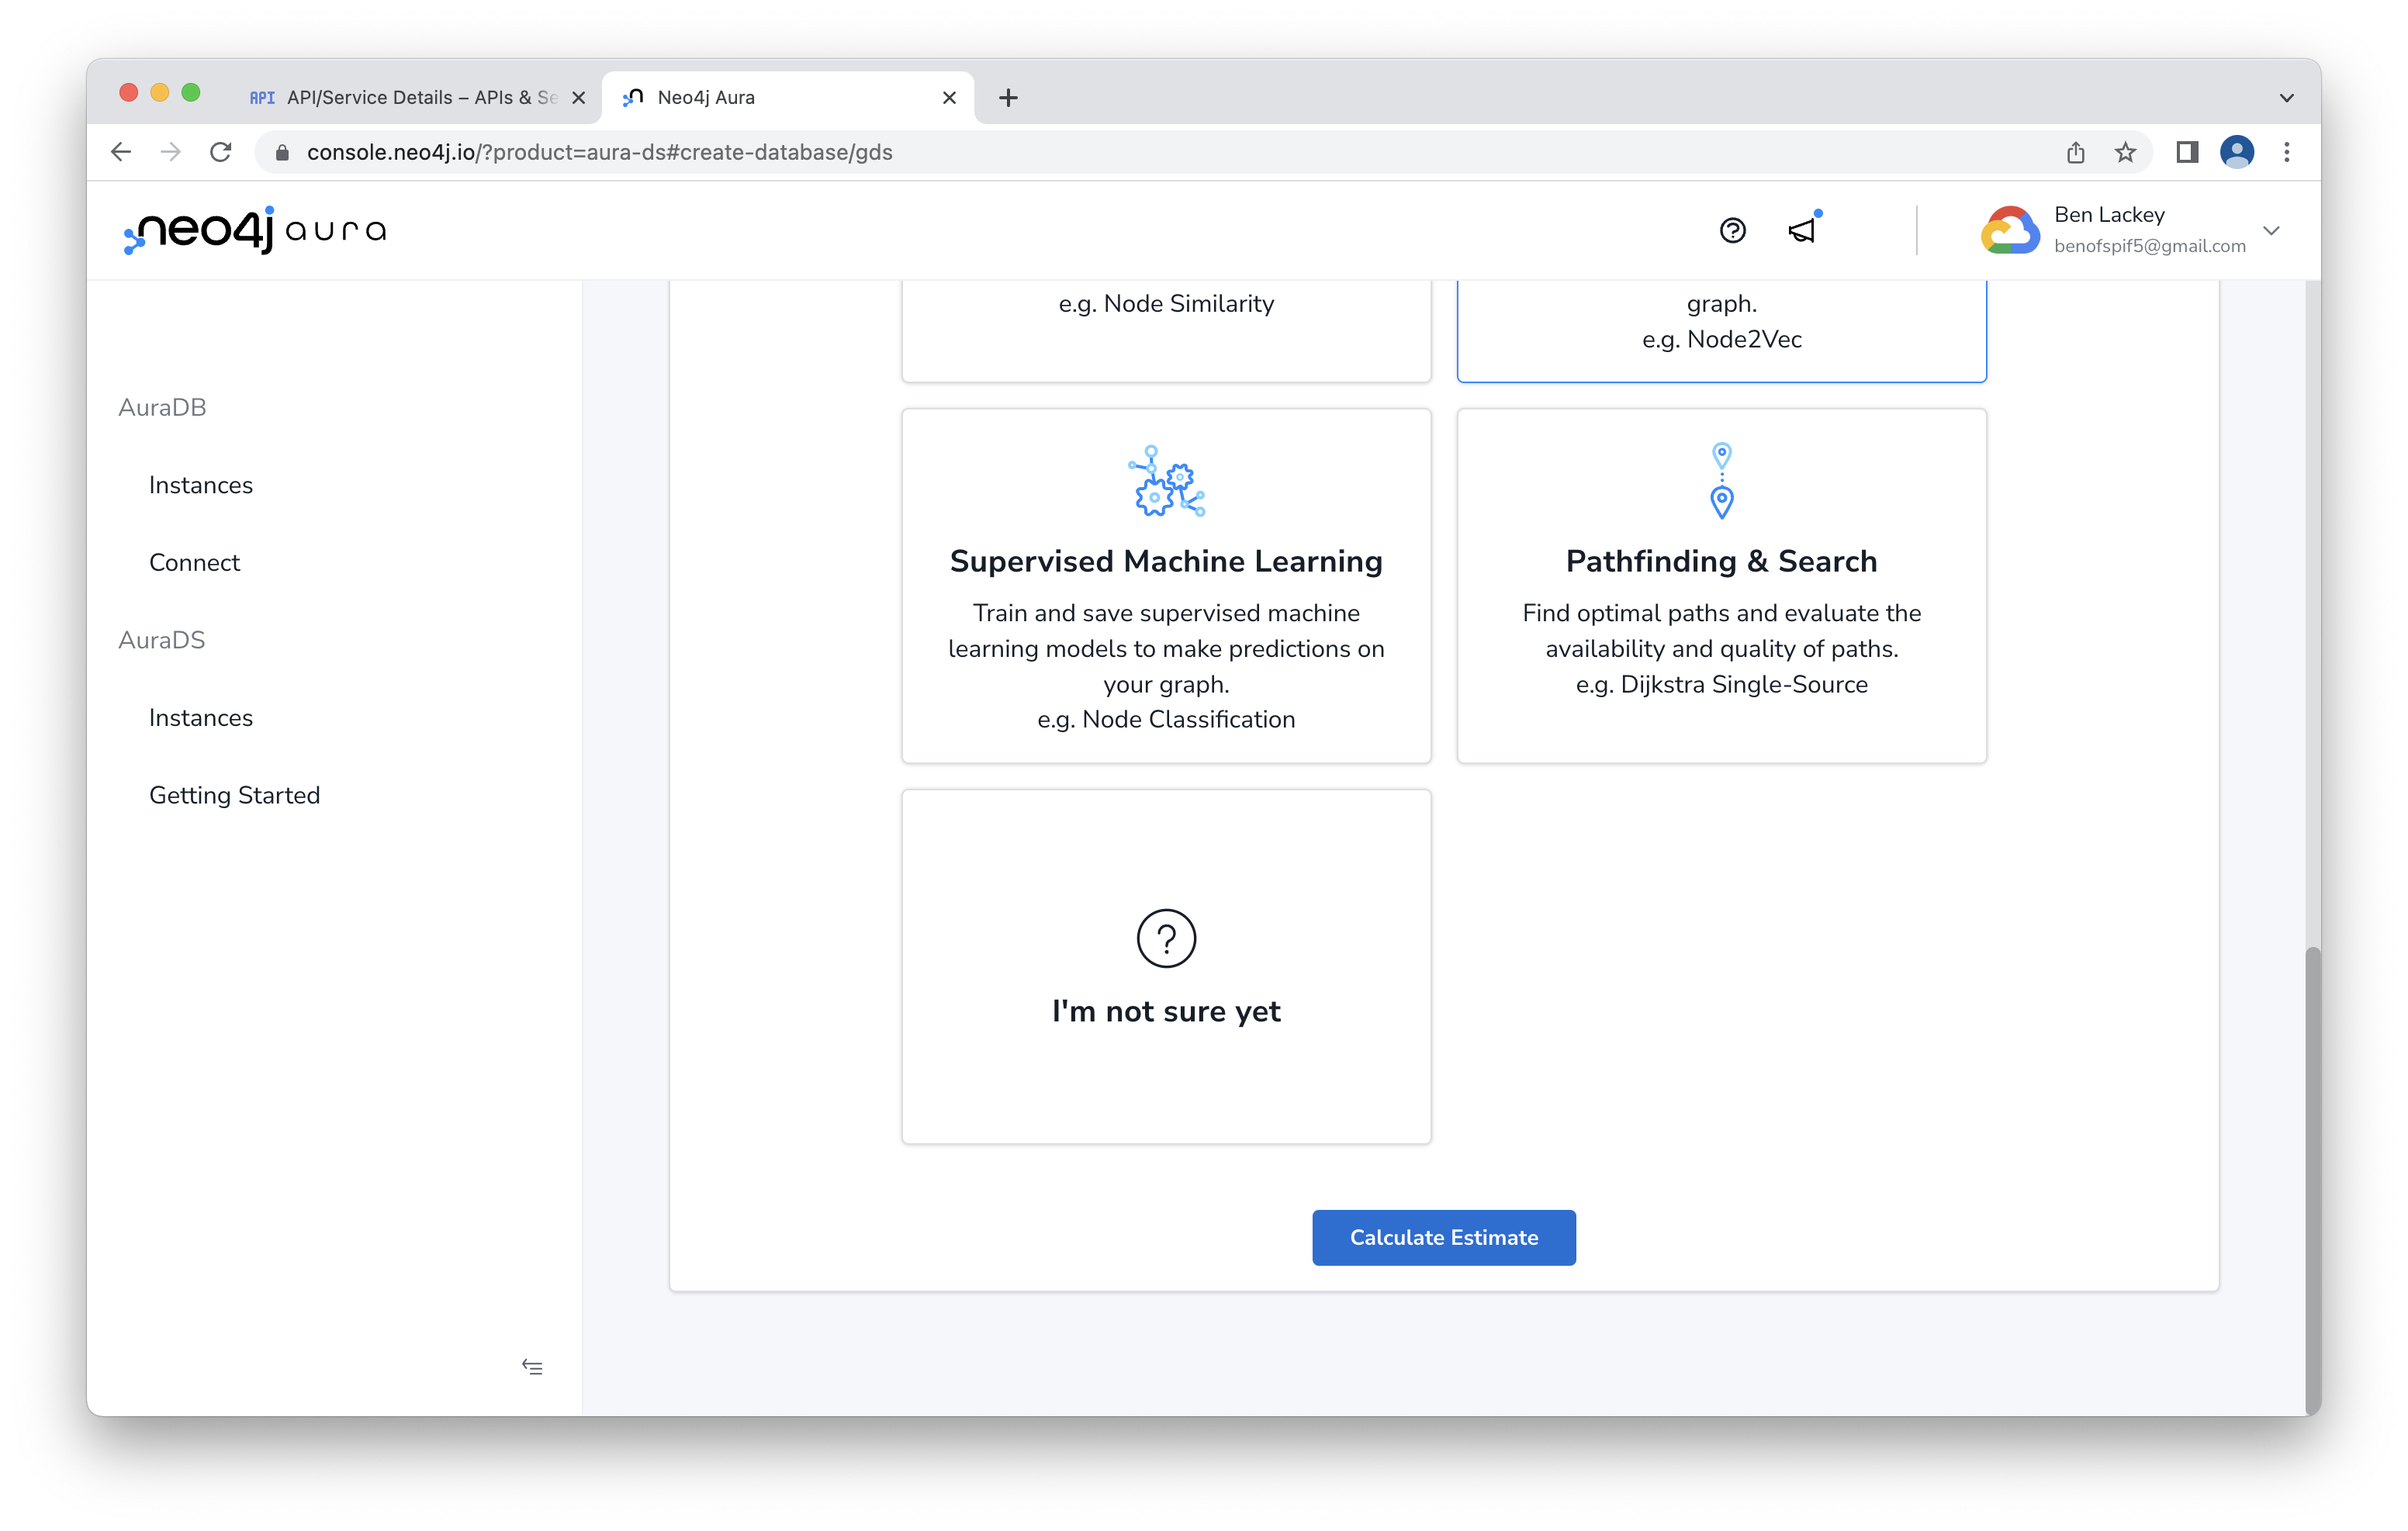 API API/Service Details – APIs & Se
Neo4j Aura
console.neo4j.io/?product=aura-ds#create-database/gds
neo4j aura
Ben Lackey
benofspif5@gmail.com
AuraDB
Instances
Connect
AuraDS
Instances
Getting Started
e.g. Node Similarity
graph.
e.g. Node2Vec
Supervised Machine Learning
Train and save supervised machine
learning models to make predictions on
your graph.
e.g. Node Classification
Pathfinding & Search
Find optimal paths and evaluate the
availability and quality of paths.
e.g. Dijkstra Single-Source
?
I'm not sure yet
Calculate Estimate